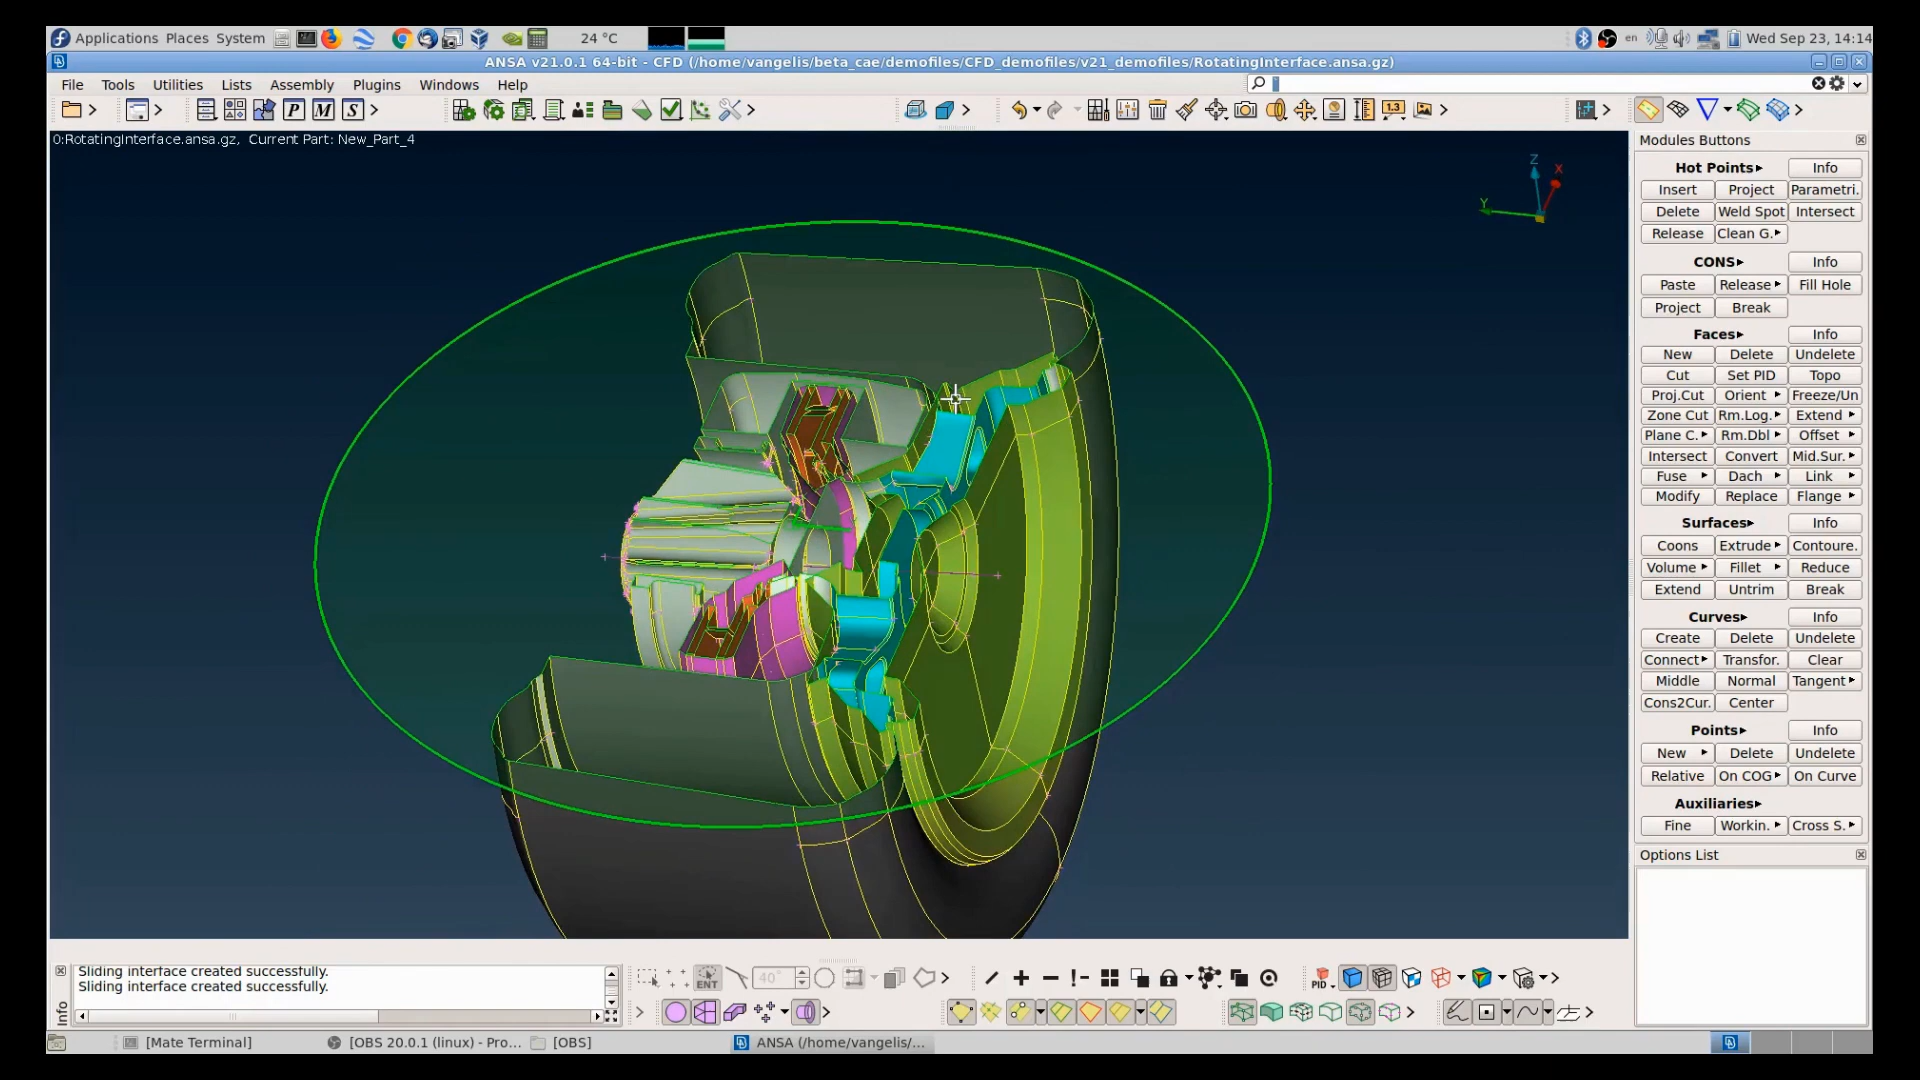 Applications Places System 24 °C en Wed Sep 23, 14:14
ANSA v21.0.1 64-bit - CFD (/home/vangelis/beta_cae/demofiles/CFD_demofiles/v21_demofiles/RotatingInterface.ansa.gz)
File Tools Utilities Lists Assembly Plugins Windows Help
P M S 1.3
0:RotatingInterface.ansa.gz, Current Part: New_Part_4
Z X Y
Modules Buttons
Hot Points Info
Insert Project Parametri.
Delete Weld Spot Intersect
Release Clean G.
CONS Info
Paste Release Fill Hole
Project Break
Faces Info
New Delete Undelete
Cut Set PID Topo
Proj.Cut Orient Freeze/Un
Zone Cut Rm.Log. Extend
Plane C. Rm.Dbl Offset
Intersect Convert Mid.Sur.
Fuse Dach Link
Modify Replace Flange
Surfaces Info
Coons Extrude Contoure.
Volume Fillet Reduce
Extend Untrim Break
Curves Info
Create Delete Undelete
Connect Transfor. Clear
Middle Normal Tangent
Cons2Cur. Center
Points Info
New Delete Undelete
Relative On COG On Curve
Auxiliaries
Fine Workin. Cross S.
Options List
Info
Sliding interface created successfully.
Sliding interface created successfully.
ENT 40° PID
[Mate Terminal] [OBS 20.0.1 (linux) - Pro... [OBS] ANSA (/home/vangelis/...